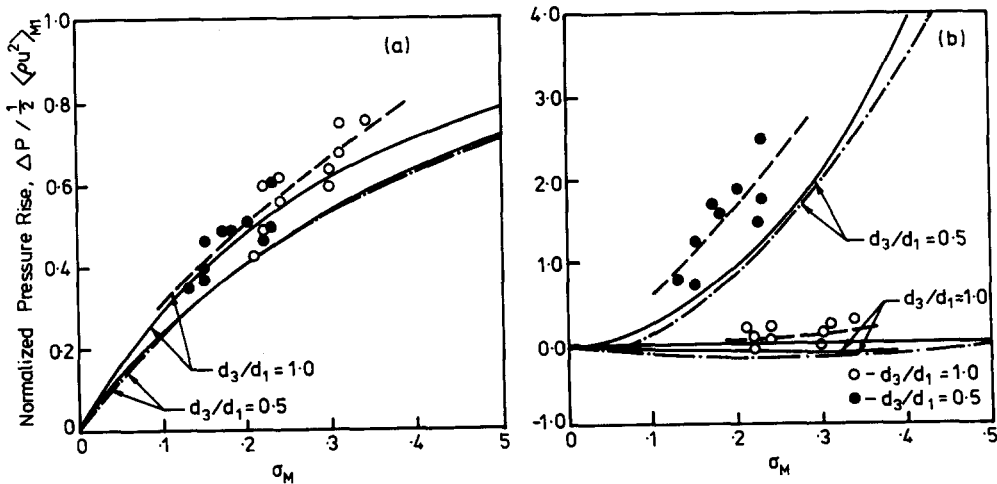 Normalized Pressure Rise, ΔP / 1/2 ⟨ρu²⟩M1
(a)
1.0
0.8
0.6
0.4
0.2
0
0 .1 .2 .3 .4 .5
σM
d3/d1 = 1.0
d3/d1 = 0.5
(b)
4.0
3.0
2.0
1.0
0.0
-1.0
0 .1 .2 .3 .4 0.5
σM
d3/d1 = 0.5
d3/d1 = 1.0
○ - d3/d1 = 1.0
● - d3/d1 = 0.5